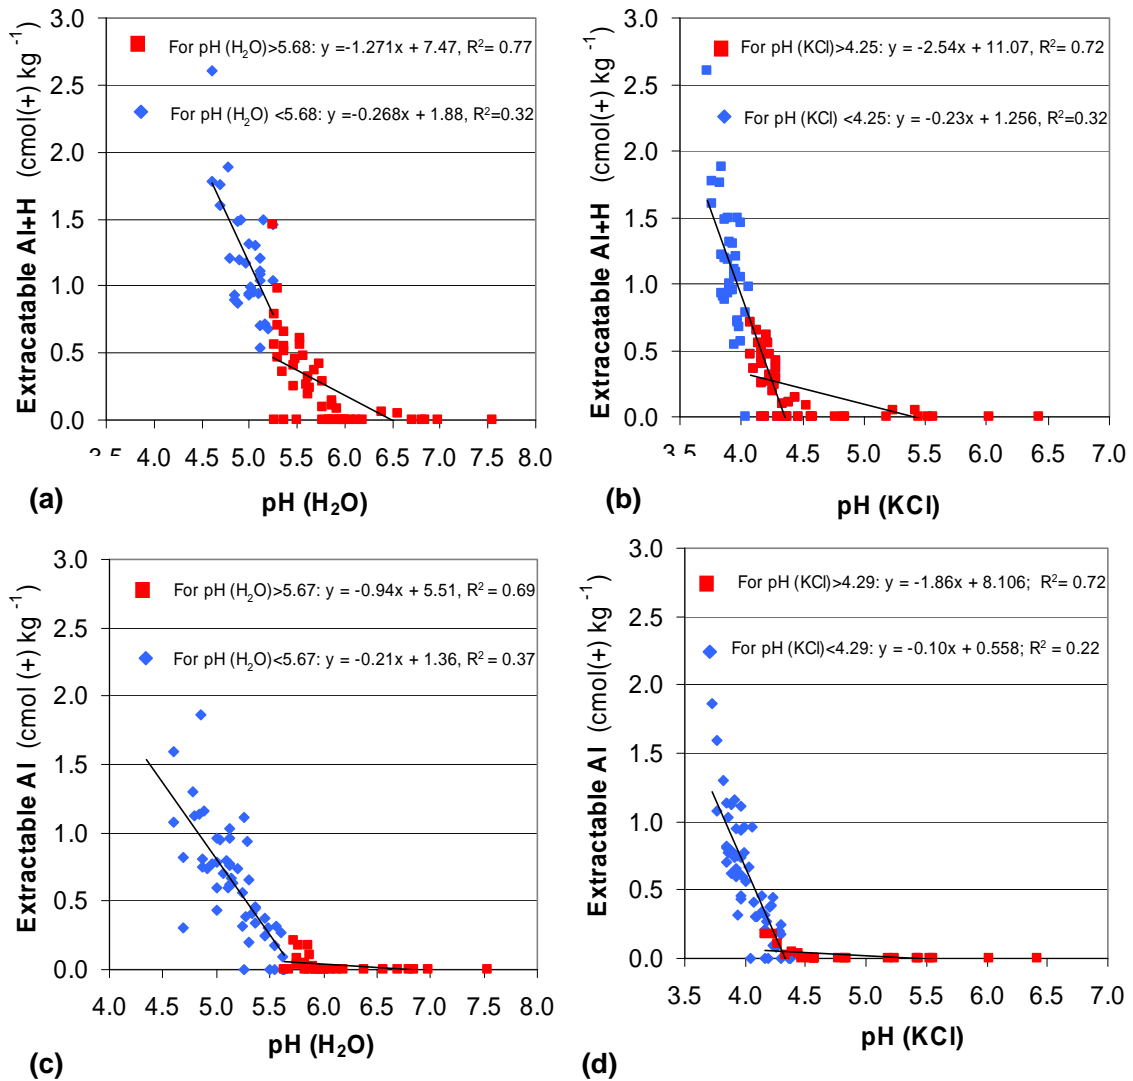 3.0
2.5
2.0
1.5
1.0
0.5
0.0
Extracatable Al+H (cmol(+) kg -1)
For pH (H2O)>5.68: y =-1.271x + 7.47, R2= 0.77
For pH (H2O) <5.68: y =-0.268x + 1.88, R2=0.32
3.5 4.0 4.5 5.0 5.5 6.0 6.5 7.0 7.5 8.0
(a)
pH (H2O)
3.0
2.5
2.0
1.5
1.0
0.5
0.0
Extracatable Al+H (cmol(+) kg -1)
For pH (KCl)>4.25: y = -2.54x + 11.07, R2 = 0.72
For pH (KCl) <4.25: y = -0.23x + 1.256, R2=0.32
3.5 4.0 4.5 5.0 5.5 6.0 6.5 7.0
(b)
pH (KCl)
3.0
2.5
2.0
1.5
1.0
0.5
0.0
Extractable Al (cmol (+) kg -1)
For pH (H2O)>5.67: y = -0.94x + 5.51, R2 = 0.69
For pH (H2O)<5.67: y = -0.21x + 1.36, R2 = 0.37
4.0 4.5 5.0 5.5 6.0 6.5 7.0 7.5 8.0
(c)
pH (H2O)
3.0
2.5
2.0
1.5
1.0
0.5
0.0
Extractable Al (cmol(+) kg -1)
For pH (KCl)>4.29: y = -1.86x + 8.106; R2= 0.72
For pH (KCl)<4.29: y = -0.10x + 0.558; R2 = 0.22
3.5 4.0 4.5 5.0 5.5 6.0 6.5 7.0
(d)
pH (KCl)